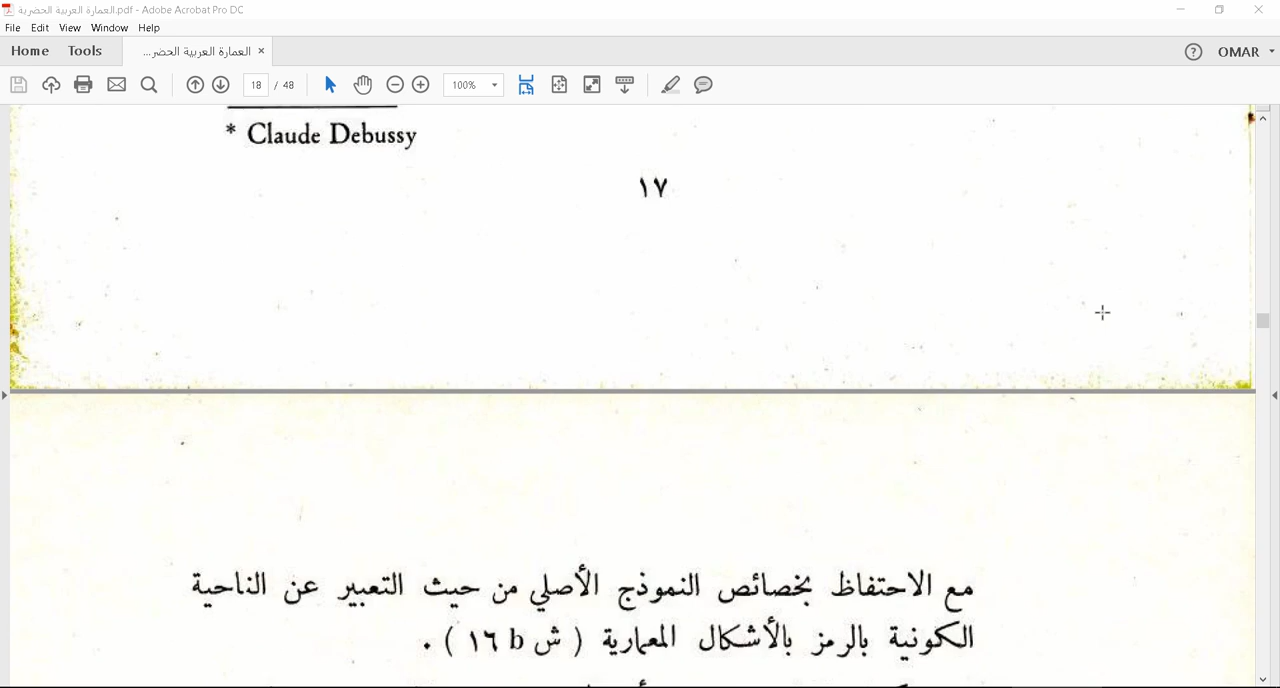 العمارة العربية الحضرية.pdf - Adobe Acrobat Pro DC
File Edit View Window Help
Home Tools العمارة العربية الحضر... × OMAR
18 / 48 100%
* Claude Debussy
١٧
مع الاحتفاظ بخصائص النموذج الأصلي من حيث التعبير عن الناحية
الكونية بالرمز بالأشكال المعمارية ( ش b ١٦ ) .